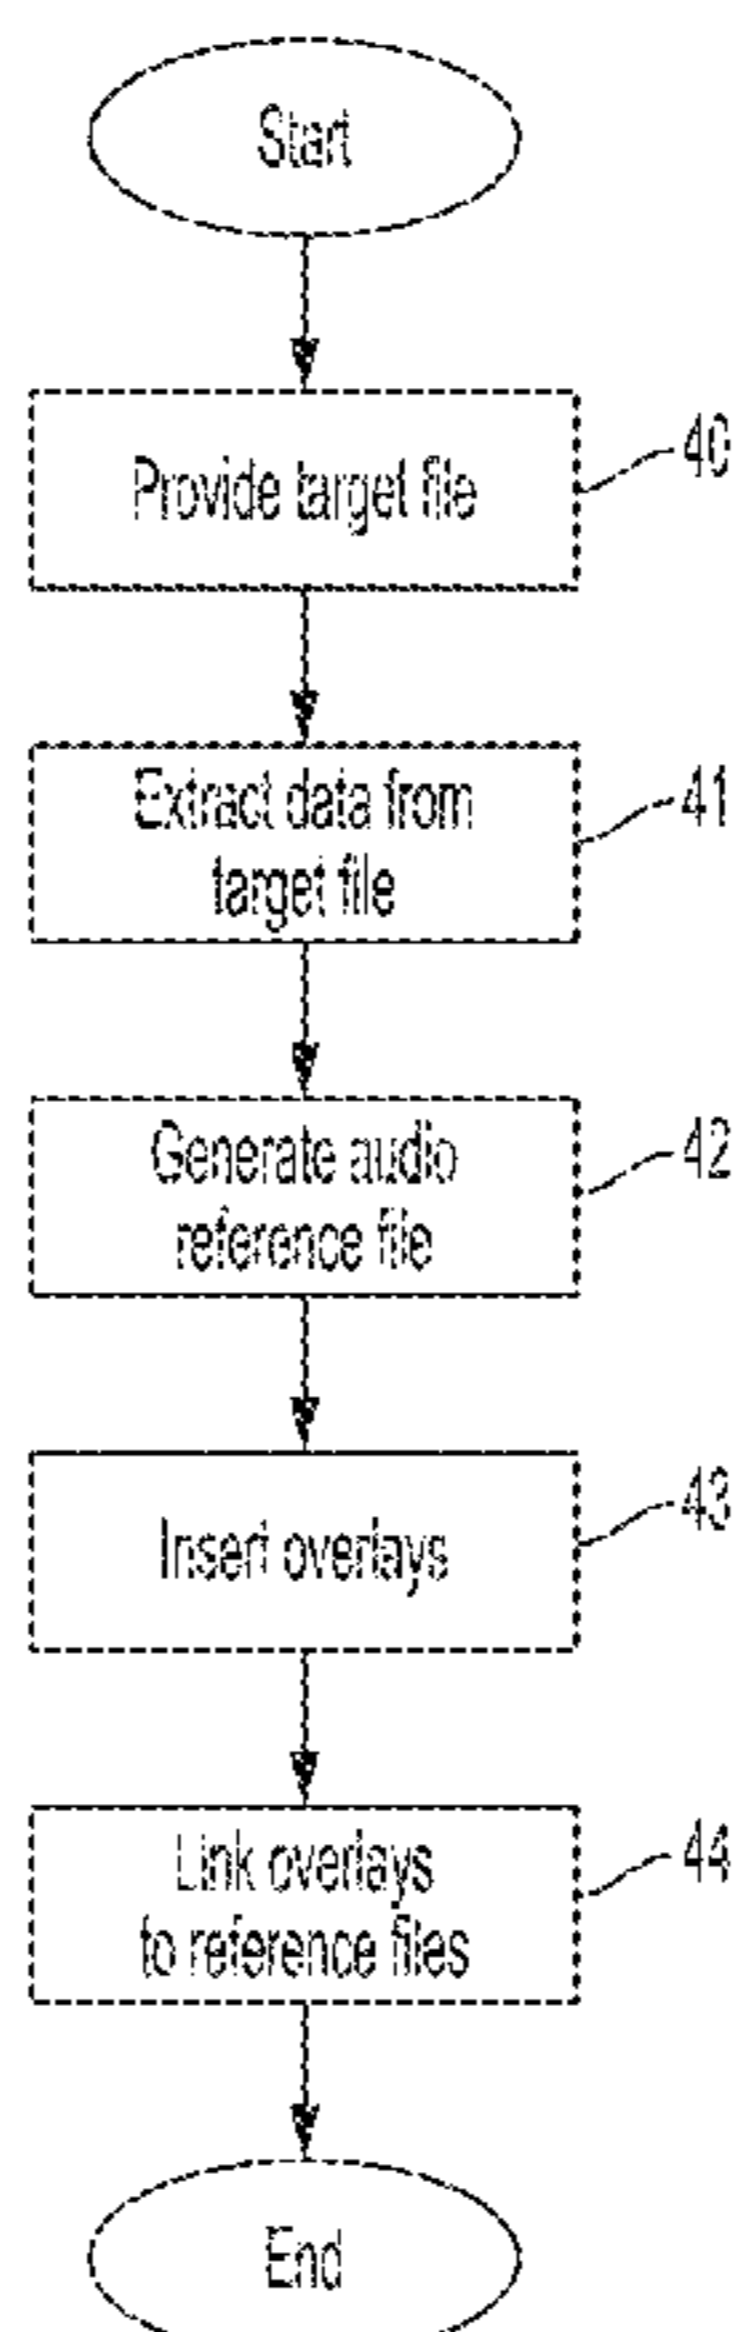 Start
Provide target file
40
Extract data from
target file
41
Generate audio
reference file
42
Insert overlays
43
Link overlays
to reference files
44
End